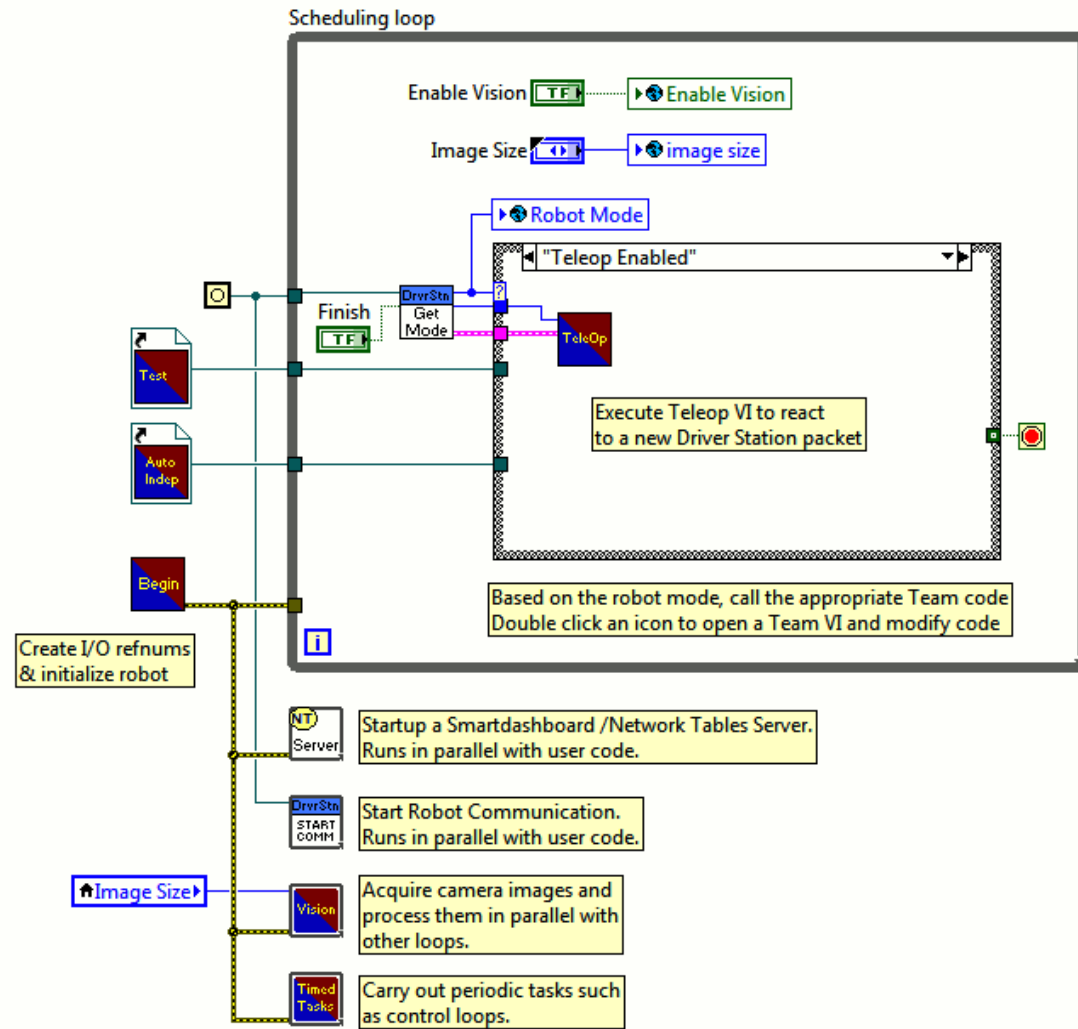 Scheduling loop
Enable Vision
TF
Enable Vision
Image Size
image size
Robot Mode
"Teleop Enabled"
?
DrvrStn
Get
Mode
Finish
TF
TeleOp
Test
Execute Teleop VI to react
to a new Driver Station packet
Auto
Indep
Begin
Based on the robot mode, call the appropriate Team code
Double click an icon to open a Team VI and modify code
i
Create I/O refnums
& initialize robot
NT
Server
Startup a Smartdashboard /Network Tables Server.
Runs in parallel with user code.
DrvrStn
START
COMM
Start Robot Communication.
Runs in parallel with user code.
Image Size
Vision
Acquire camera images and
process them in parallel with
other loops.
Timed
Tasks
Carry out periodic tasks such
as control loops.